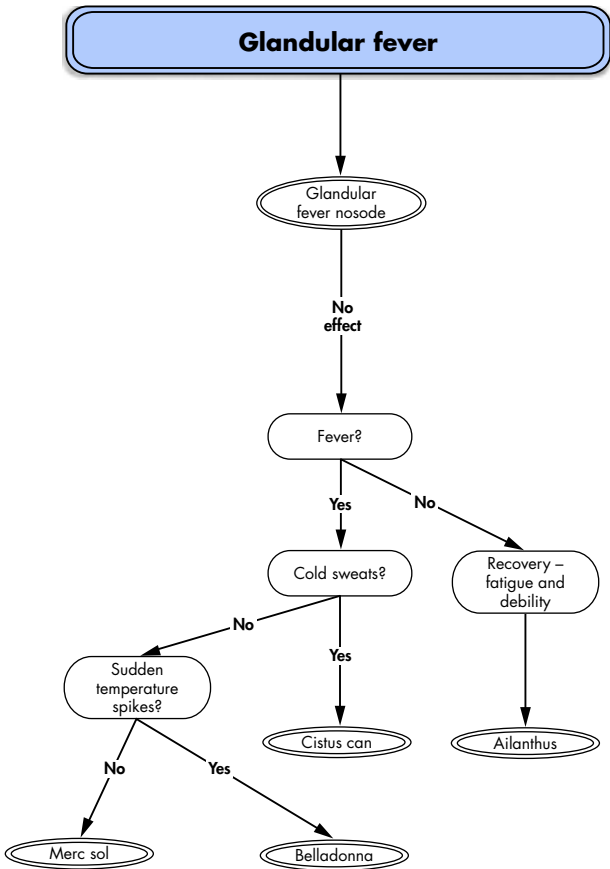 Glandular fever
Glandular
fever nosode
No
effect
Fever?
Yes
No
Cold sweats?
Recovery –
fatigue and
debility
No
Yes
Sudden
temperature
spikes?
Cistus can
Ailanthus
No
Yes
Merc sol
Belladonna